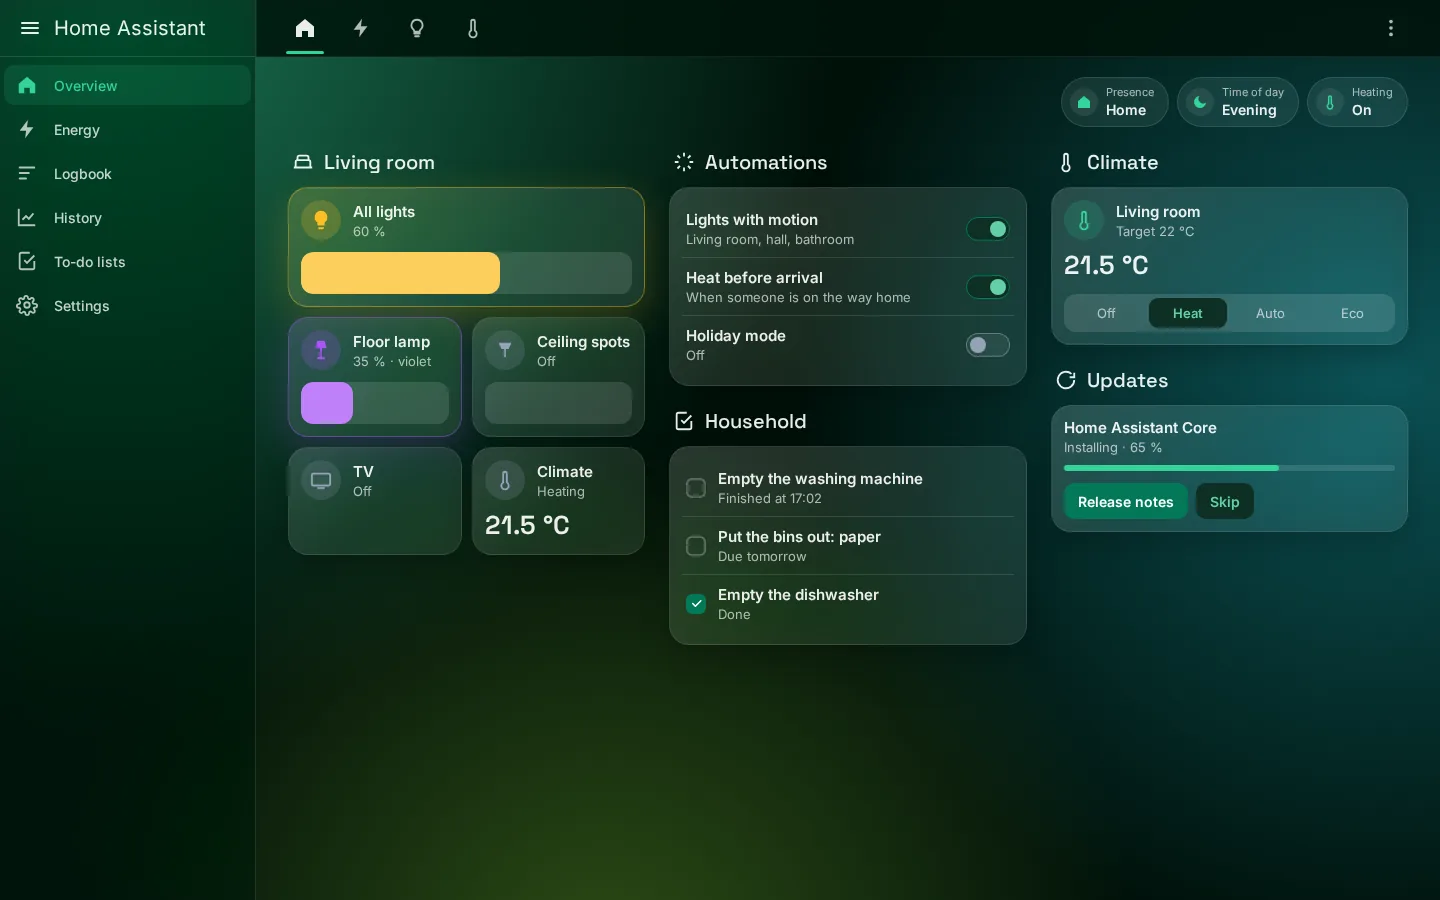 Home Assistant
Overview
Energy
Logbook
History
To-do lists
Settings
Presence
Home
Time of day
Evening
Heating
On
Living room
All lights
60 %
Floor lamp
35 % · violet
Ceiling spots
Off
TV
Off
Climate
Heating
21.5 °C
Automations
Lights with motion
Living room, hall, bathroom
Heat before arrival
When someone is on the way home
Holiday mode
Off
Household
Empty the washing machine
Finished at 17:02
Put the bins out: paper
Due tomorrow
Empty the dishwasher
Done
Climate
Living room
Target 22 °C
21.5 °C
Off Heat Auto Eco
Updates
Home Assistant Core
Installing · 65 %
Release notes Skip